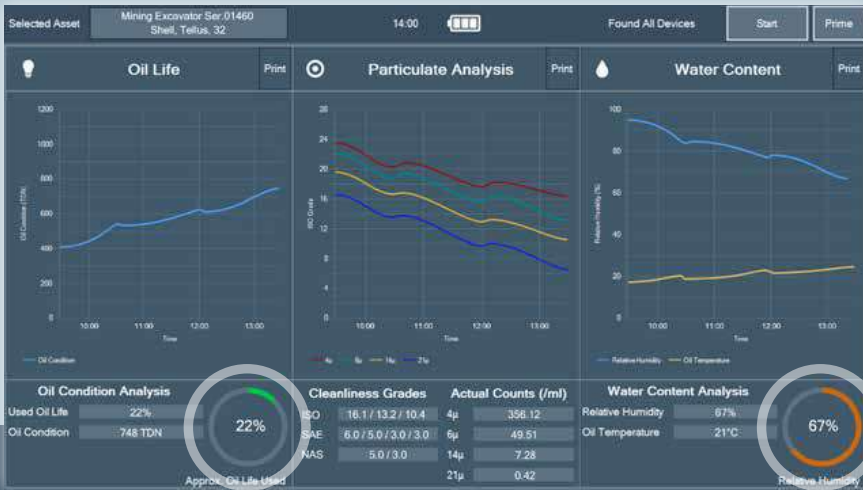 Selected Asset
Mining Excavator Ser.01460
Shell, Tellus, 32
14:00
Found All Devices
Start
Prime
Oil Life
Print
Particulate Analysis
Print
Water Content
Print
Oil Condition (TDN)
1200
1000
800
600
400
200
0
10:00 11:00 12:00 13:00
Time
Oil Condition
ISO Grade
28
24
20
16
12
8
4
0
10:00 11:00 12:00 13:00
Time
4µ 6µ 14µ 21µ
Relative Humidity (%)
100
80
60
40
20
0
10:00 11:00 12:00 13:00
Time
Relative Humidity Oil Temperature
Oil Condition Analysis
Used Oil Life 22%
Oil Condition 748 TDN
22%
Approx. Oil Life Used
Cleanliness Grades
ISO 16.1 / 13.2 / 10.4
SAE 6.0 / 5.0 / 3.0 / 3.0
NAS 5.0 / 3.0
Actual Counts (/ml)
4µ 356.12
6µ 49.51
14µ 7.28
21µ 0.42
Water Content Analysis
Relative Humidity 67%
Oil Temperature 21°C
67%
Relative Humidity